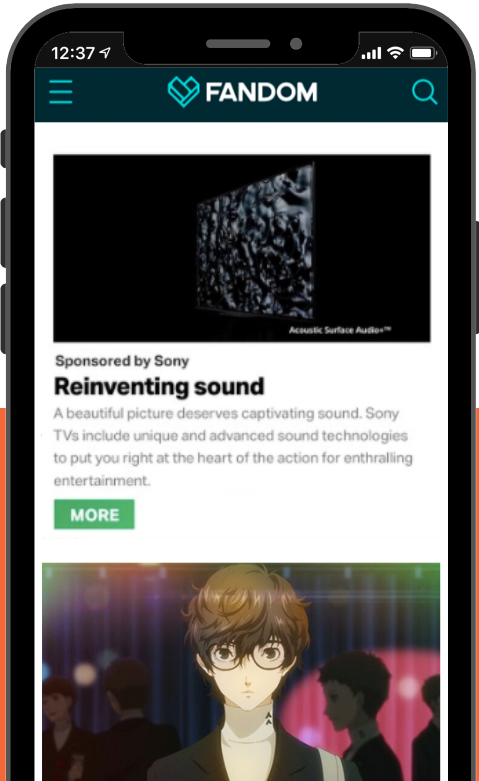 12:37
FANDOM
Acoustic Surface Audio+™
Sponsored by Sony
Reinventing sound
A beautiful picture deserves captivating sound. Sony
TVs include unique and advanced sound technologies
to put you right at the heart of the action for enthralling
entertainment.
MORE